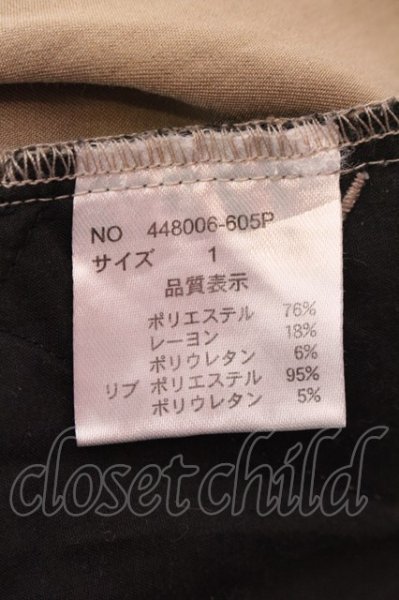 NO 448006-605P
サイズ 1
品質表示
ポリエステル 76%
レーヨン 18%
ポリウレタン 6%
リブ ポリエステル 95%
ポリウレタン 5%
closet child